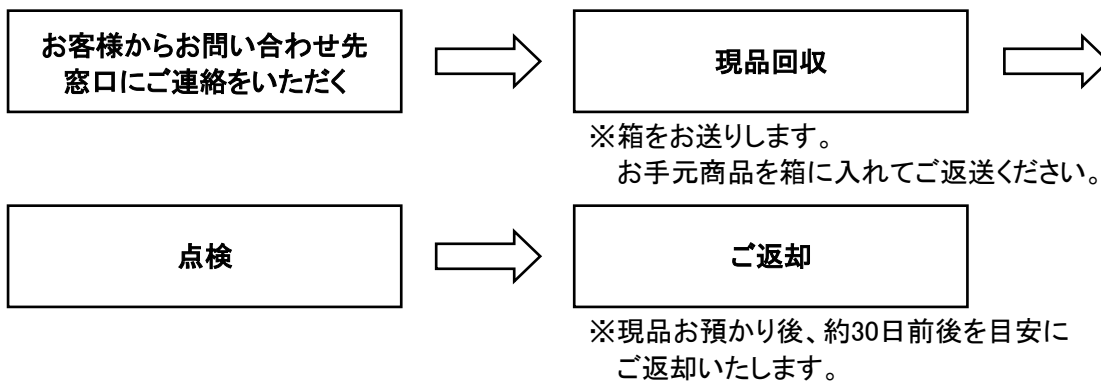 お客様からお問い合わせ先
窓口にご連絡をいただく
現品回収
※箱をお送りします。
お手元商品を箱に入れてご返送ください。
点検
ご返却
※現品お預かり後、約30日前後を目安に
ご返却いたします。